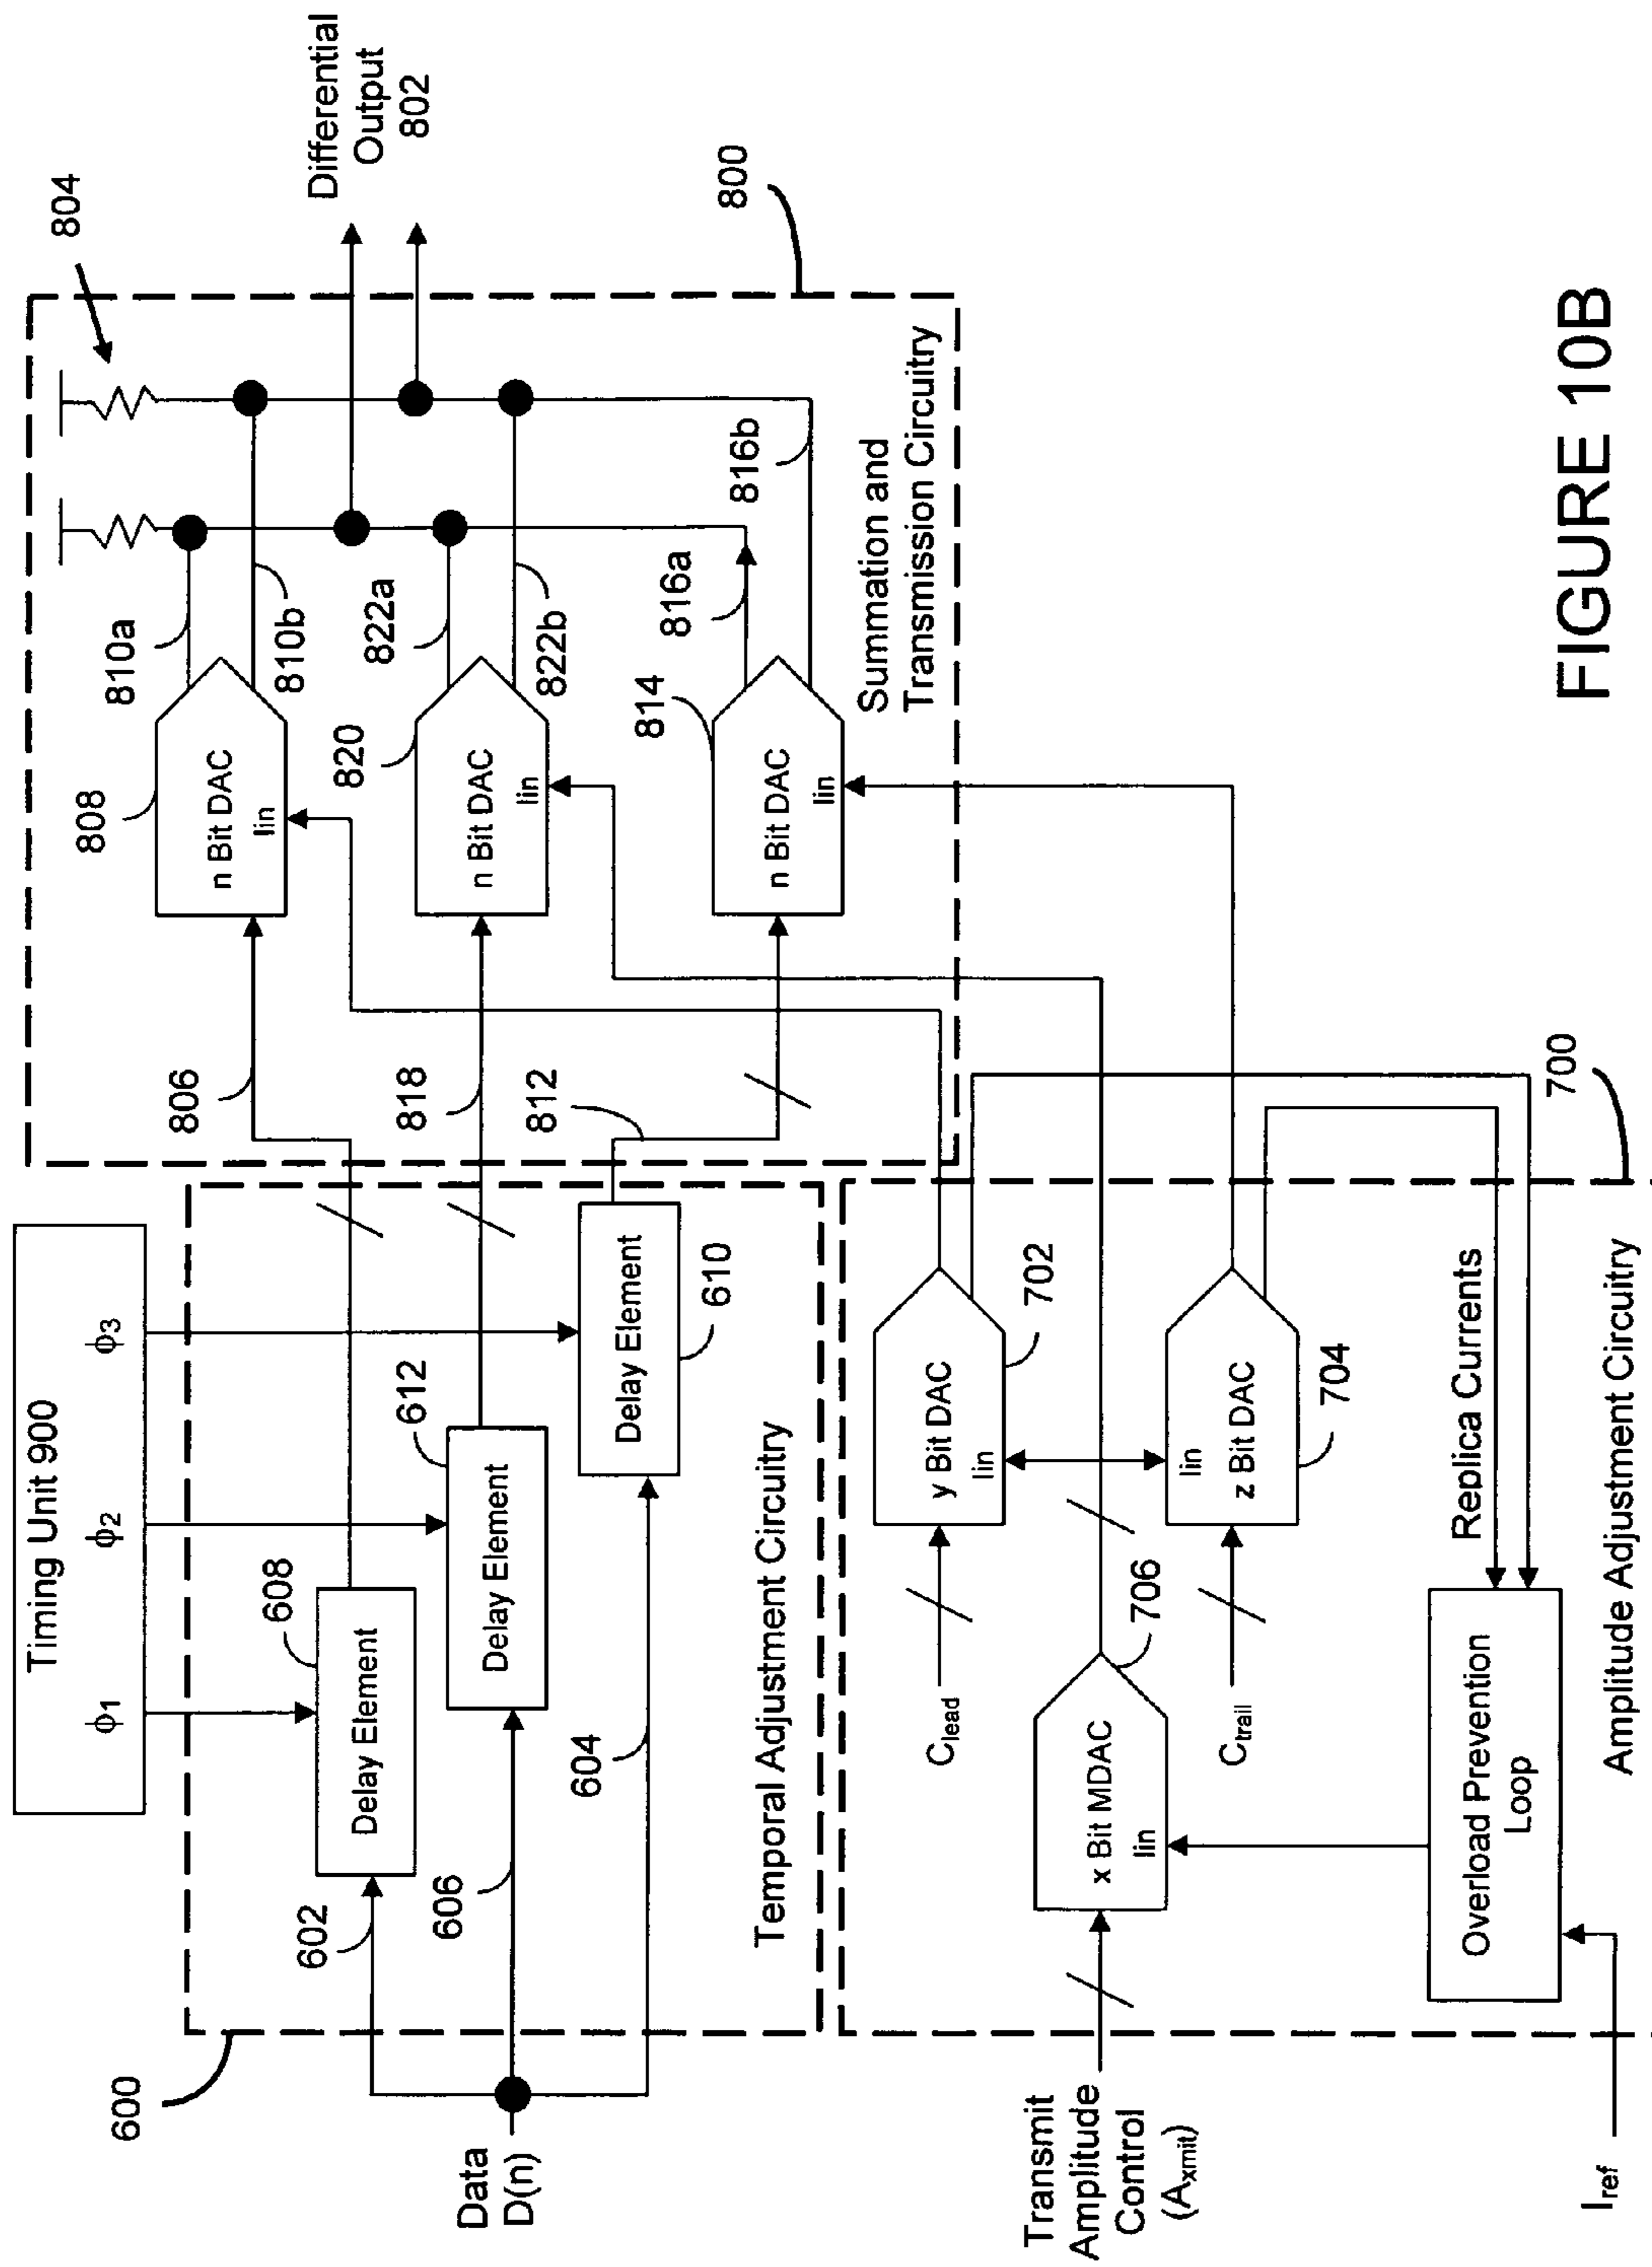 Timing Unit 900
ϕ1
ϕ2
ϕ3
600
Data
D(n)
602
606
604
608
Delay Element
612
Delay Element
Delay Element
610
Temporal Adjustment Circuitry
806
818
812
808
n Bit DAC
Iin
820
n Bit DAC
Iin
814
n Bit DAC
Iin
810a
810b
822a
822b
816a
816b
804
Differential
Output
802
800
Summation and
Transmission Circuitry
Transmit
Amplitude
Control
(Axmit)
Iref
Clead
Ctrail
y Bit DAC
Iin
702
Iin
z Bit DAC
704
x Bit MDAC
Iin
706
Overload Prevention
Loop
Replica Currents
700
Amplitude Adjustment Circuitry
FIGURE 10B